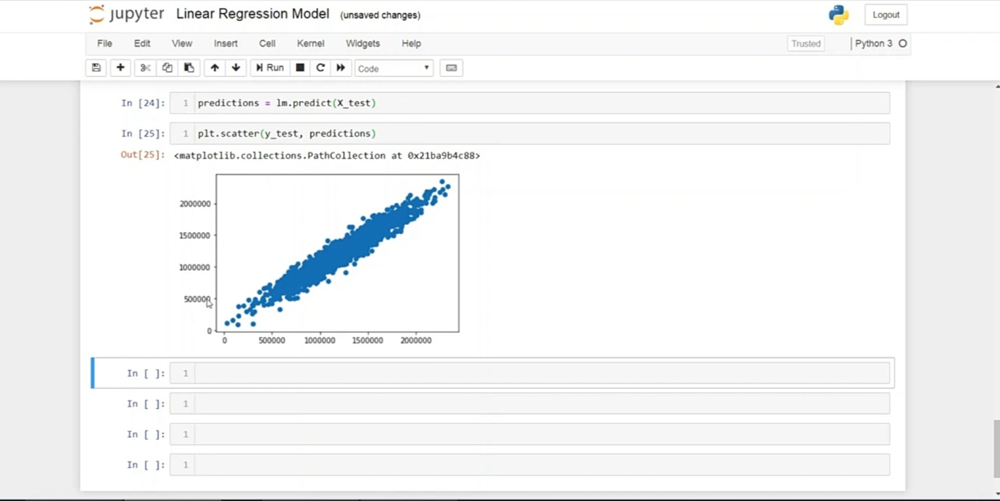 jupyter Linear Regression Model (unsaved changes) Logout
File Edit View Insert Cell Kernel Widgets Help Trusted Python 3
Run Code
In [24]: 1 predictions = lm.predict(X_test)
In [25]: 1 plt.scatter(y_test, predictions)
Out[25]: <matplotlib.collections.PathCollection at 0x21ba9b4c88>
2000000
1500000
1000000
500000
0
0 500000 1000000 1500000 2000000
In [ ]: 1
In [ ]: 1
In [ ]: 1
In [ ]: 1